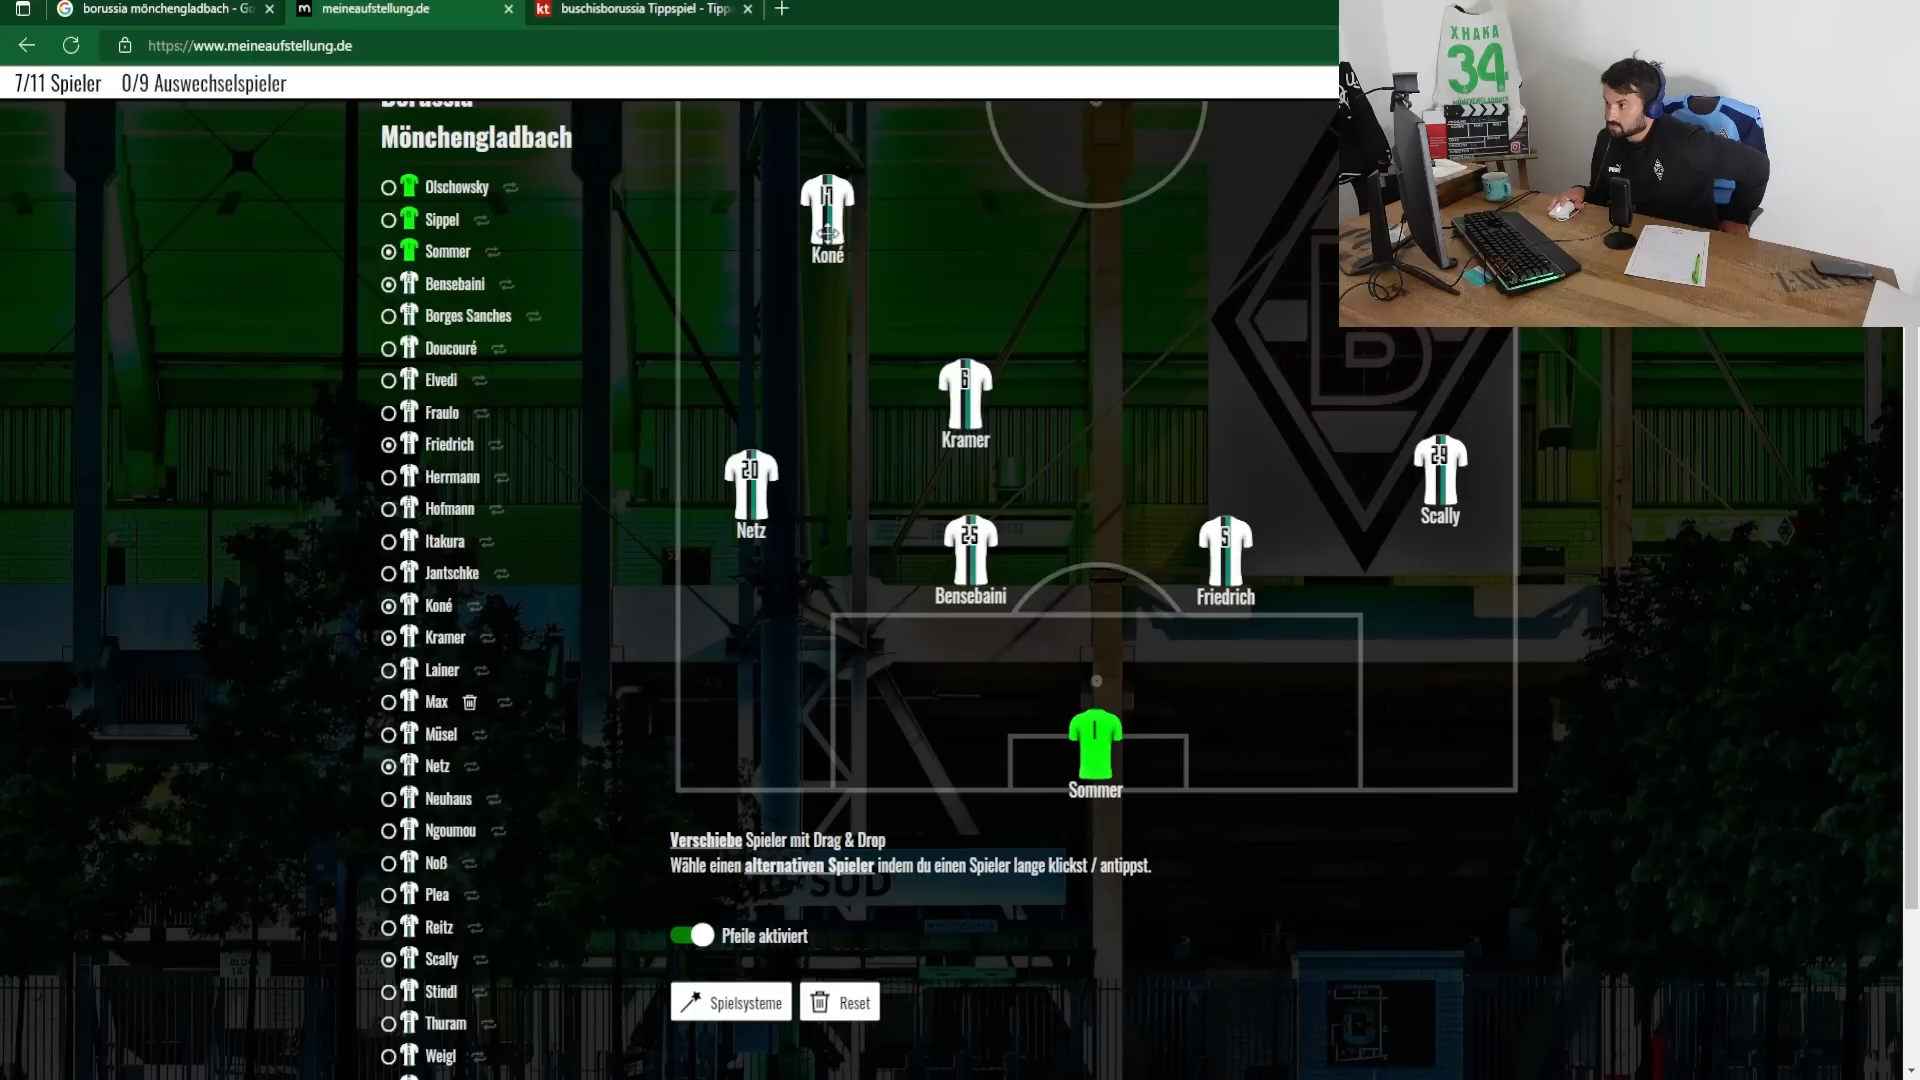 borussia mönchengladbach - Go
meineaufstellung.de
kt
buschisborussia Tippspiel - Tipp
https://www.meineaufstellung.de
7/11 Spieler
0/9 Auswechselspieler
Borussia
Mönchengladbach
Olschowsky
Sippel
Sommer
Bensebaini
Borges Sanches
Doucouré
Elvedi
Fraulo
Friedrich
Herrmann
Hofmann
Itakura
Jantschke
Koné
Kramer
Lainer
Max
Müsel
Netz
Neuhaus
Ngoumou
Noß
Plea
Reitz
Scally
Stindl
Thuram
Weigl
17
Koné
6
Kramer
20
Netz
29
Scally
25
Bensebaini
5
Friedrich
1
Sommer
Verschiebe Spieler mit Drag & Drop
Wähle einen alternativen Spieler indem du einen Spieler lange klickst / antippst.
Pfeile aktiviert
Spielsysteme
Reset
XHAKA
34